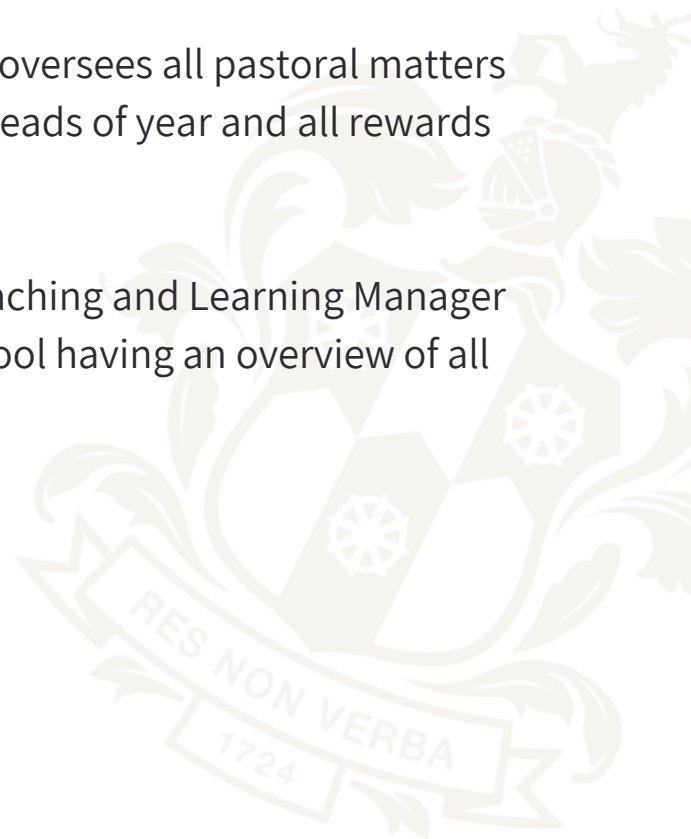 oversees all pastoral matters
eads of year and all rewards
aching and Learning Manager
ool having an overview of all
RES NON VERBA
1724